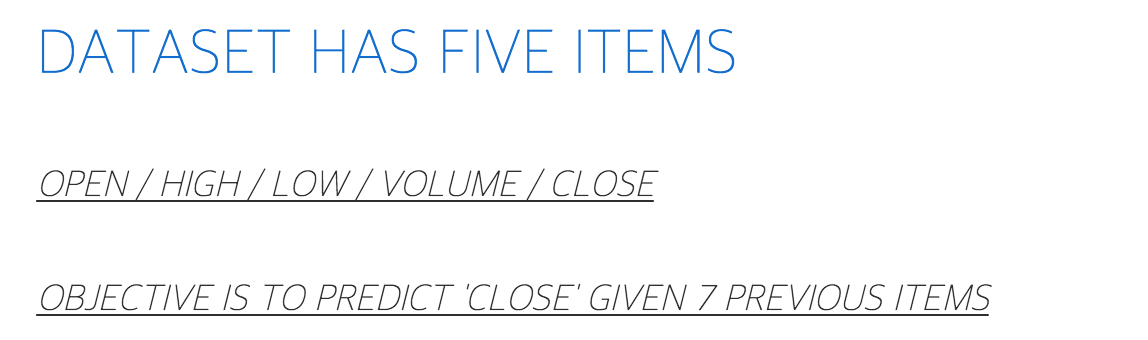 DATASET HAS FIVE ITEMS
OPEN / HIGH / LOW / VOLUME / CLOSE
OBJECTIVE IS TO PREDICT 'CLOSE' GIVEN 7 PREVIOUS ITEMS